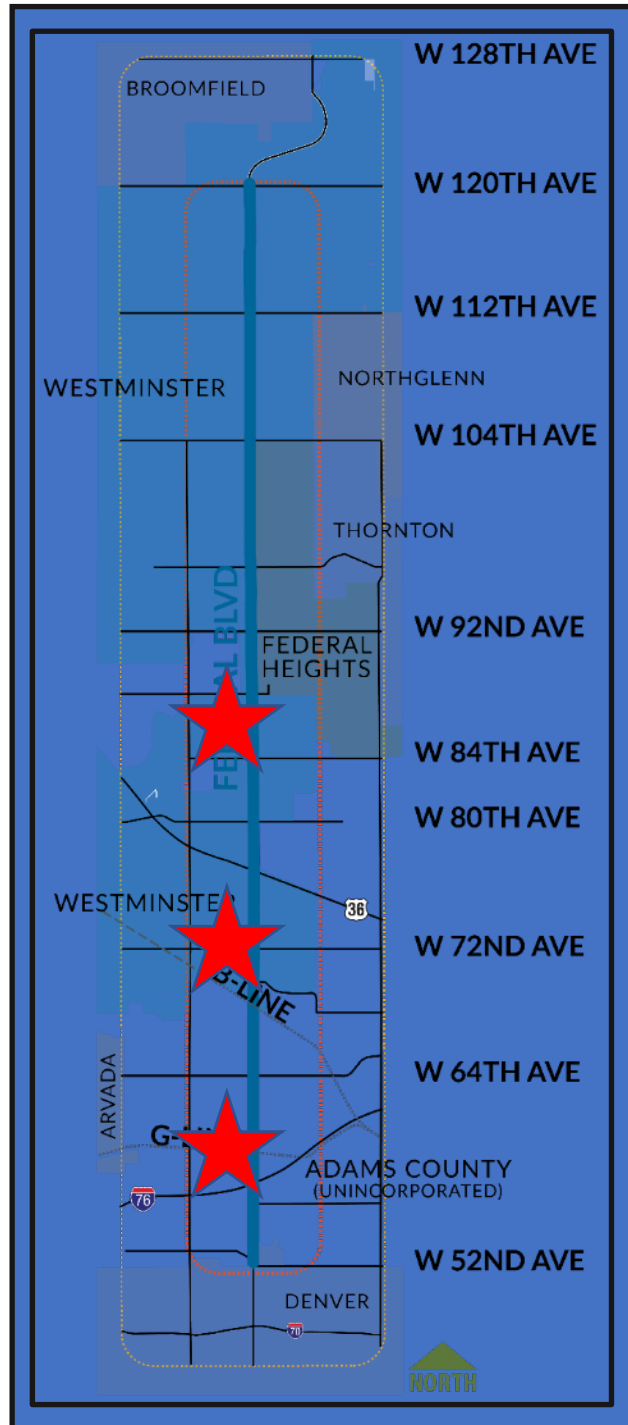 W 128TH AVE
BROOMFIELD
W 120TH AVE
W 112TH AVE
WESTMINSTER
NORTHGLENN
W 104TH AVE
THORNTON
BLVD
W 92ND AVE
FEDERAL
HEIGHTS
W 84TH AVE
W 80TH AVE
WESTMINSTER
36
W 72ND AVE
B-LINE
W 64TH AVE
ARVADA
ADAMS COUNTY
(UNINCORPORATED)
76
W 52ND AVE
DENVER
70
NORTH